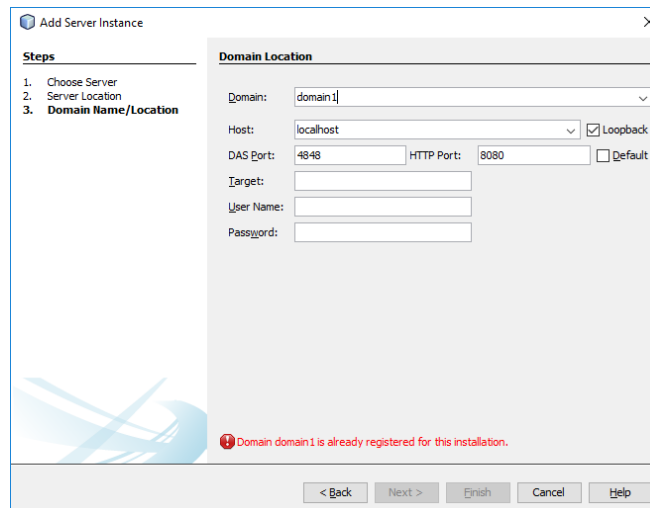 Add Server Instance
Steps
1. Choose Server
2. Server Location
3. Domain Name/Location
Domain Location
Domain: domain1
Host: localhost Loopback
DAS Port: 4848 HTTP Port: 8080 Default
Target:
User Name:
Password:
Domain domain1 is already registered for this installation.
< Back Next > Finish Cancel Help